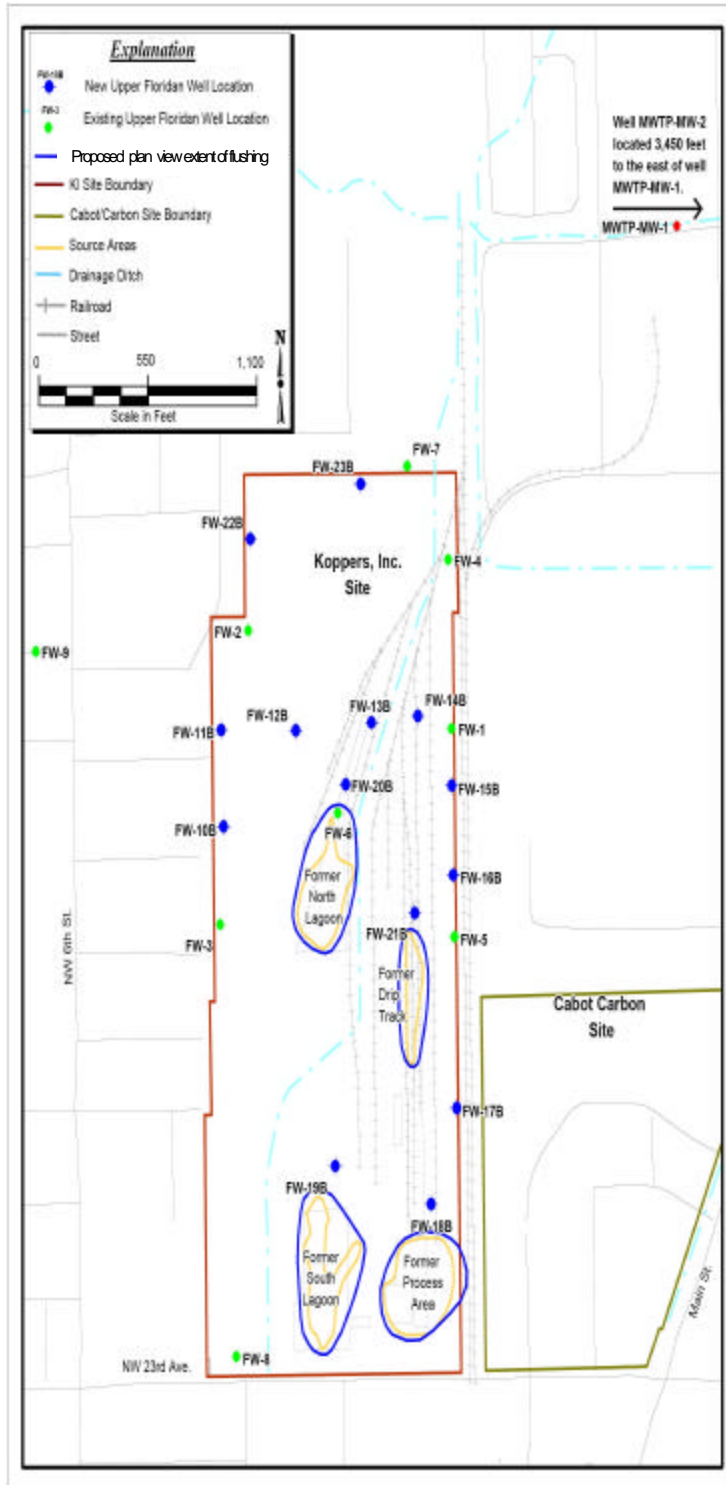 Explanation
FW-10B
New Upper Floridan Well Location
FW-3
Existing Upper Floridan Well Location
Proposed plan view extent of flushing
KI Site Boundary
Cabot/Carbon Site Boundary
Source Areas
Drainage Ditch
Railroad
Street
N
0 550 1,100
Scale in Feet
Well MWTP-MW-2
located 3,450 feet
to the east of well
MWTP-MW-1.
MWTP-MW-1
FW-7
FW-23B
FW-22B
FW-4
Koppers, Inc.
Site
FW-2
FW-9
FW-14B
FW-13B
FW-12B
FW-11B
FW-1
FW-20B
FW-15B
FW-10B
FW-6
FW-16B
Former
North
Lagoon
FW-21B
FW-5
FW-3
NW 6th St.
Former
Drip
Track
Cabot Carbon
Site
FW-17B
FW-19B
FW-18B
Former
South
Lagoon
Former
Process
Area
Main St.
FW-8
NW 23rd Ave.